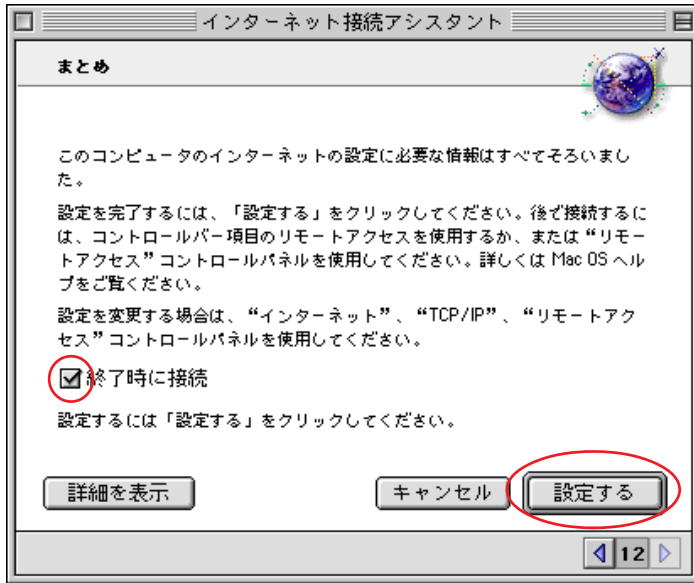 インターネット接続アシスタント
まとめ
このコンピュータのインターネットの設定に必要な情報はすべてそろいまし
た。
設定を完了するには、「設定する」をクリックしてください。後で接続するに
は、コントロールバー項目のリモートアクセスを使用するか、または“リモー
トアクセス”コントロールパネルを使用してください。詳しくは Mac OS ヘル
プをご覧ください。
設定を変更する場合は、“インターネット”、“TCP/IP”、“リモートアク
セス”コントロールパネルを使用してください。
終了時に接続
設定するには「設定する」をクリックしてください。
詳細を表示 キャンセル 設定する
12